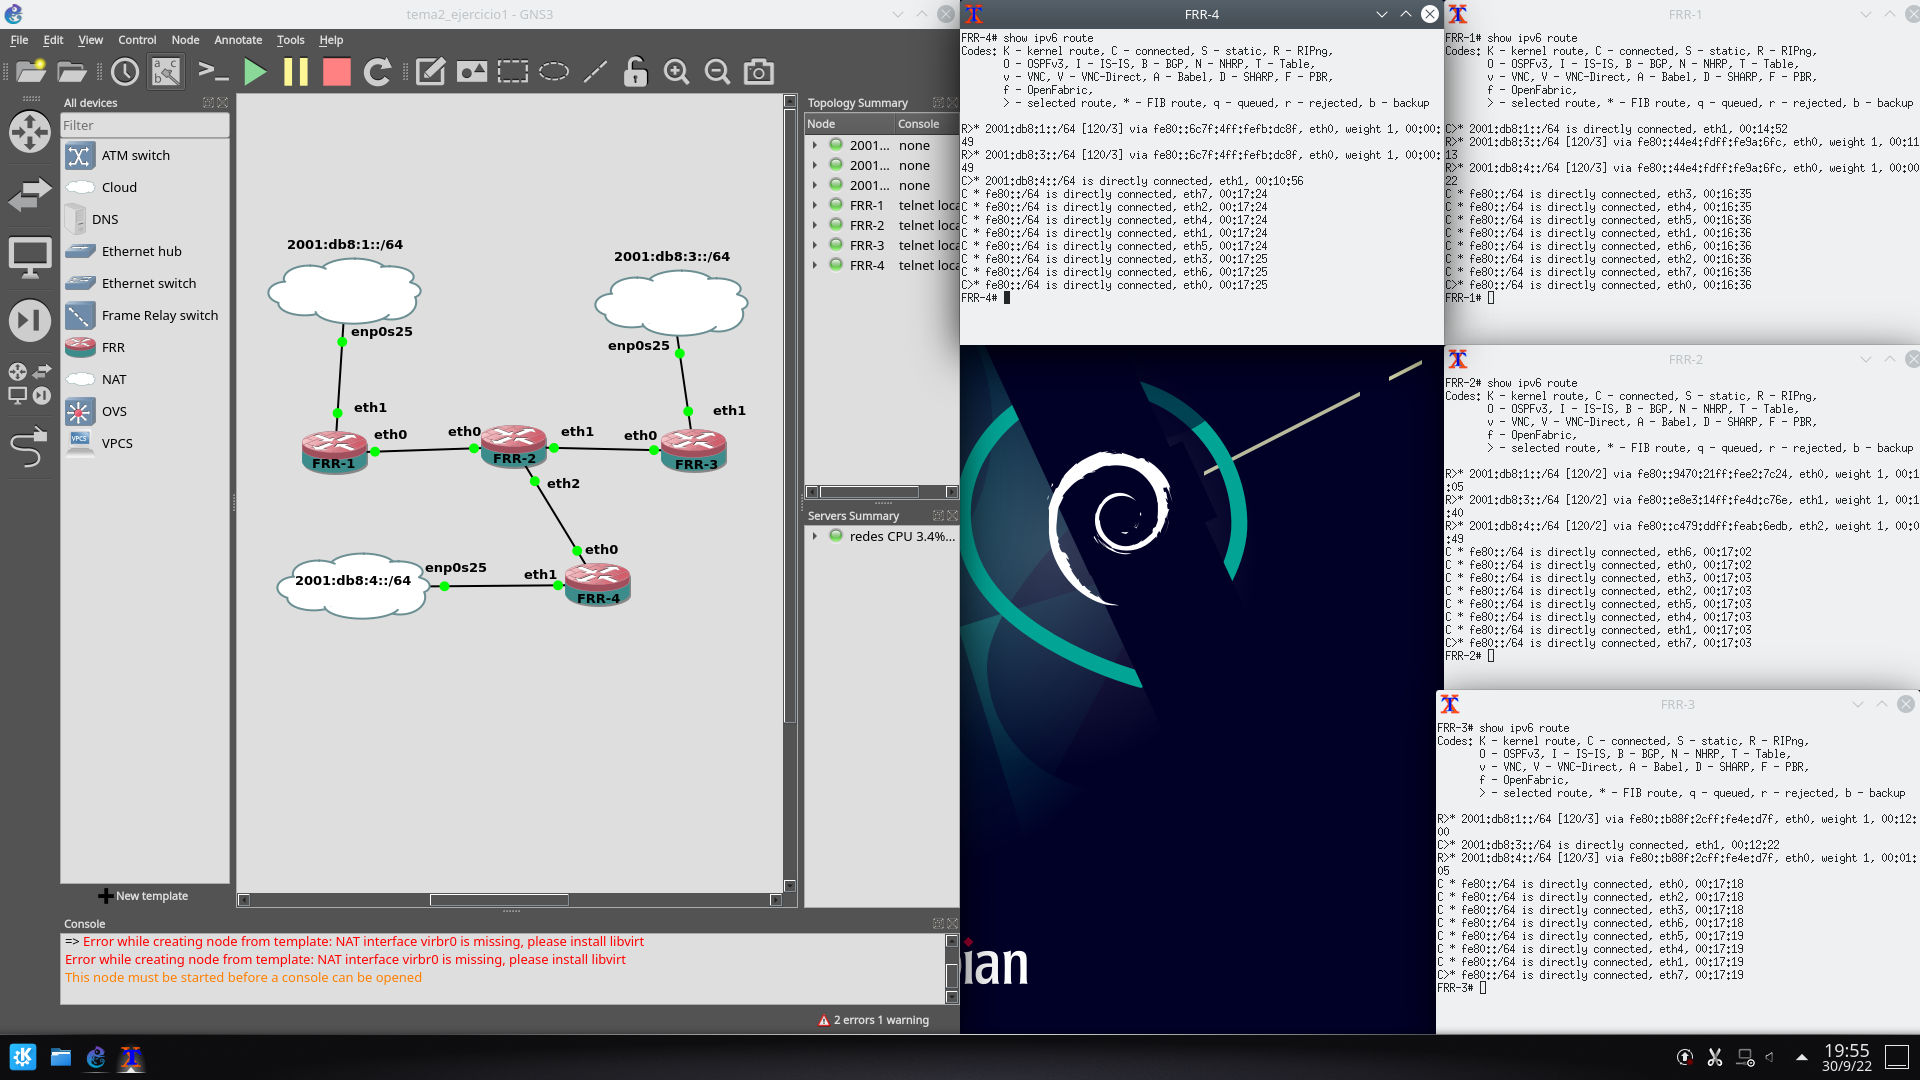 tema2_ejercicio1 - GNS3
File Edit View Control Node Annotate Tools Help
All devices
Filter
ATM switch
Cloud
DNS
Ethernet hub
Ethernet switch
Frame Relay switch
FRR
NAT
OVS
VPCS
VPCS
New template
2001:db8:1::/64
2001:db8:3::/64
enp0s25
enp0s25
eth1
eth1
eth0
eth0
eth1
eth0
FRR-1
FRR-2
FRR-3
eth2
eth0
enp0s25
eth1
2001:db8:4::/64
FRR-4
Topology Summary
Node Console
2001... none
2001... none
2001... none
FRR-1 telnet loca
FRR-2 telnet loca
FRR-3 telnet loca
FRR-4 telnet loca
Servers Summary
redes CPU 3.4%...
Console
=> Error while creating node from template: NAT interface virbr0 is missing, please install libvirt
Error while creating node from template: NAT interface virbr0 is missing, please install libvirt
This node must be started before a console can be opened
2 errors 1 warning
FRR-4
FRR-4# show ipv6 route
Codes: K - kernel route, C - connected, S - static, R - RIPng,
O - OSPFv3, I - IS-IS, B - BGP, N - NHRP, T - Table,
v - VNC, V - VNC-Direct, A - Babel, D - SHARP, F - PBR,
f - OpenFabric,
> - selected route, * - FIB route, q - queued, r - rejected, b - backup
R>* 2001:db8:1::/64 [120/3] via fe80::6c7f:4ff:fefb:dc8f, eth0, weight 1, 00:00:
49
R>* 2001:db8:3::/64 [120/3] via fe80::6c7f:4ff:fefb:dc8f, eth0, weight 1, 00:00:
49
C>* 2001:db8:4::/64 is directly connected, eth1, 00:10:56
C * fe80::/64 is directly connected, eth7, 00:17:24
C * fe80::/64 is directly connected, eth2, 00:17:24
C * fe80::/64 is directly connected, eth4, 00:17:24
C * fe80::/64 is directly connected, eth1, 00:17:24
C * fe80::/64 is directly connected, eth5, 00:17:24
C * fe80::/64 is directly connected, eth3, 00:17:25
C * fe80::/64 is directly connected, eth6, 00:17:25
C>* fe80::/64 is directly connected, eth0, 00:17:25
FRR-4#
ian
FRR-1
FRR-1# show ipv6 route
Codes: K - kernel route, C - connected, S - static, R - RIPng,
O - OSPFv3, I - IS-IS, B - BGP, N - NHRP, T - Table,
v - VNC, V - VNC-Direct, A - Babel, D - SHARP, F - PBR,
f - OpenFabric,
> - selected route, * - FIB route, q - queued, r - rejected, b - backup
C>* 2001:db8:1::/64 is directly connected, eth1, 00:14:52
R>* 2001:db8:3::/64 [120/3] via fe80::44e4:fdff:fe9a:6fc, eth0, weight 1, 00:11
13
R>* 2001:db8:4::/64 [120/3] via fe80::44e4:fdff:fe9a:6fc, eth0, weight 1, 00:00
22
C * fe80::/64 is directly connected, eth3, 00:16:35
C * fe80::/64 is directly connected, eth4, 00:16:35
C * fe80::/64 is directly connected, eth5, 00:16:36
C * fe80::/64 is directly connected, eth1, 00:16:36
C * fe80::/64 is directly connected, eth6, 00:16:36
C * fe80::/64 is directly connected, eth2, 00:16:36
C * fe80::/64 is directly connected, eth7, 00:16:36
C>* fe80::/64 is directly connected, eth0, 00:16:36
FRR-1#
FRR-2
FRR-2# show ipv6 route
Codes: K - kernel route, C - connected, S - static, R - RIPng,
O - OSPFv3, I - IS-IS, B - BGP, N - NHRP, T - Table,
v - VNC, V - VNC-Direct, A - Babel, D - SHARP, F - PBR,
f - OpenFabric,
> - selected route, * - FIB route, q - queued, r - rejected, b - backup
R>* 2001:db8:1::/64 [120/2] via fe80::9470:21ff:fee2:7c24, eth0, weight 1, 00:1
:05
R>* 2001:db8:3::/64 [120/2] via fe80::e8e3:14ff:fe4d:c76e, eth1, weight 1, 00:1
:40
R>* 2001:db8:4::/64 [120/2] via fe80::c479:ddff:feab:6edb, eth2, weight 1, 00:0
:49
C * fe80::/64 is directly connected, eth6, 00:17:02
C * fe80::/64 is directly connected, eth0, 00:17:02
C * fe80::/64 is directly connected, eth3, 00:17:03
C * fe80::/64 is directly connected, eth2, 00:17:03
C * fe80::/64 is directly connected, eth5, 00:17:03
C * fe80::/64 is directly connected, eth4, 00:17:03
C * fe80::/64 is directly connected, eth1, 00:17:03
C>* fe80::/64 is directly connected, eth7, 00:17:03
FRR-2#
FRR-3
FRR-3# show ipv6 route
Codes: K - kernel route, C - connected, S - static, R - RIPng,
O - OSPFv3, I - IS-IS, B - BGP, N - NHRP, T - Table,
v - VNC, V - VNC-Direct, A - Babel, D - SHARP, F - PBR,
f - OpenFabric,
> - selected route, * - FIB route, q - queued, r - rejected, b - backup
R>* 2001:db8:1::/64 [120/3] via fe80::b88f:2cff:fe4e:d7f, eth0, weight 1, 00:12:
00
C>* 2001:db8:3::/64 is directly connected, eth1, 00:12:22
R>* 2001:db8:4::/64 [120/3] via fe80::b88f:2cff:fe4e:d7f, eth0, weight 1, 00:01:
05
C * fe80::/64 is directly connected, eth0, 00:17:18
C * fe80::/64 is directly connected, eth2, 00:17:18
C * fe80::/64 is directly connected, eth3, 00:17:18
C * fe80::/64 is directly connected, eth6, 00:17:18
C * fe80::/64 is directly connected, eth5, 00:17:19
C * fe80::/64 is directly connected, eth4, 00:17:19
C * fe80::/64 is directly connected, eth1, 00:17:19
C>* fe80::/64 is directly connected, eth7, 00:17:19
FRR-3#
19:55
30/9/22